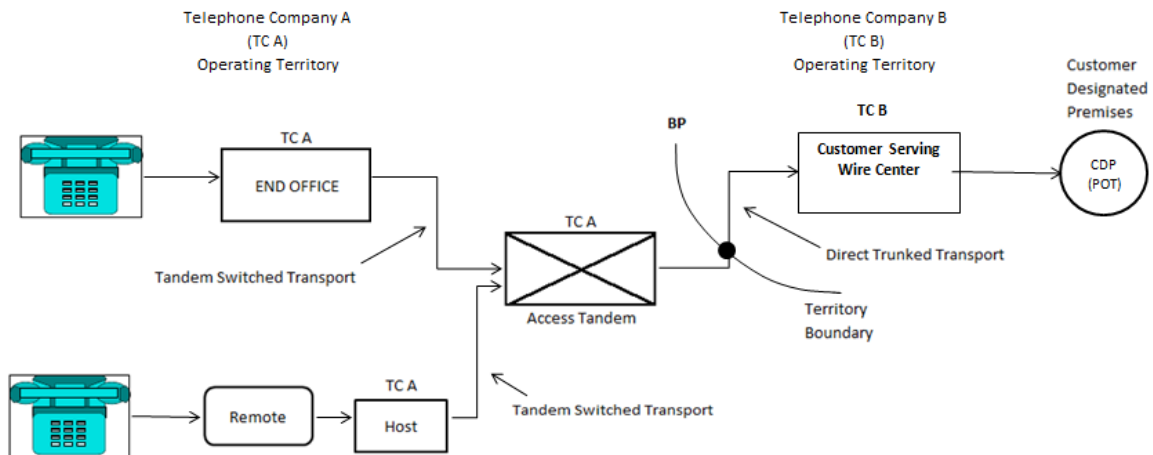 Telephone Company A
(TC A)
Operating Territory
Telephone Company B
(TC B)
Operating Territory
Customer
Designated
Premises
TC A
END OFFICE
BP
TC B
Customer Serving
Wire Center
CDP
(POT)
TC A
Tandem Switched Transport
Direct Trunked Transport
Access Tandem
Territory
Boundary
TC A
Remote
Host
Tandem Switched Transport